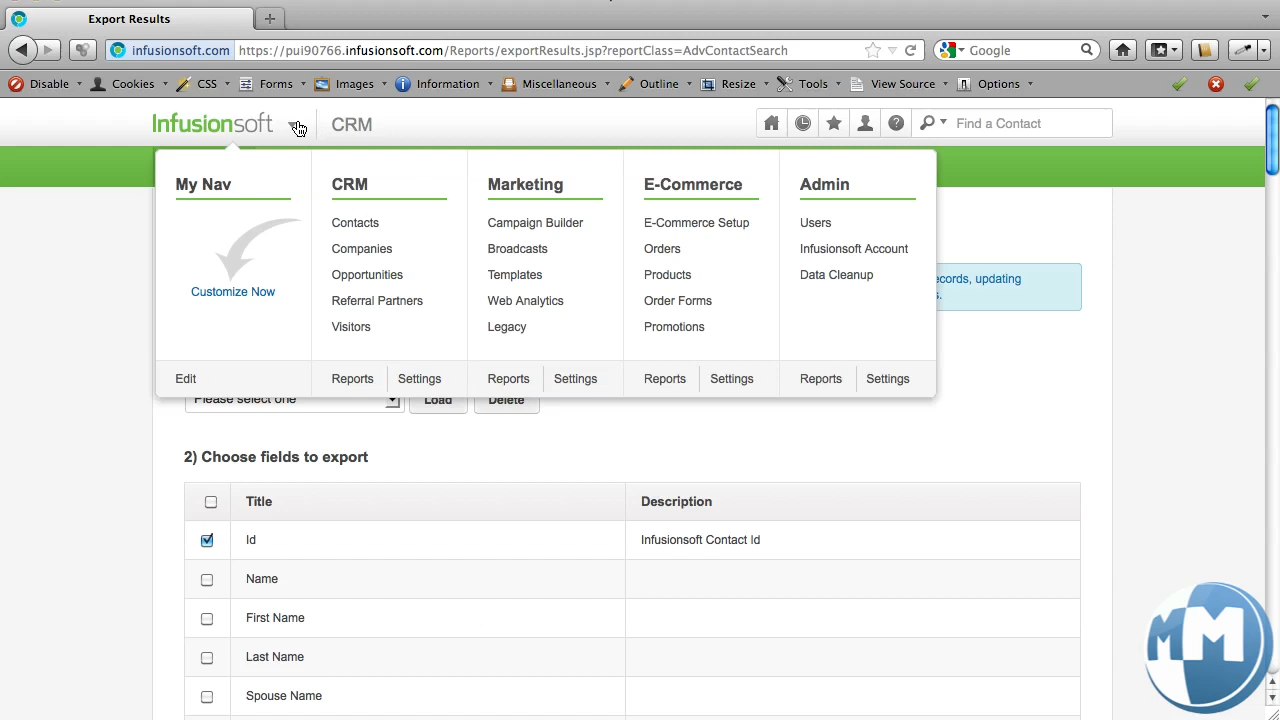 Export Results
infusionsoft.com https://pui90766.infusionsoft.com/Reports/exportResults.jsp?reportClass=AdvContactSearch Google
Disable Cookies CSS Forms Images Information Miscellaneous Outline Resize Tools View Source Options
Infusionsoft CRM Find a Contact
My Nav CRM Marketing E-Commerce Admin
Contacts Campaign Builder E-Commerce Setup Users
Companies Broadcasts Orders Infusionsoft Account
Opportunities Templates Products Data Cleanup
ecords, updating
Customize Now
s.
Referral Partners Web Analytics Order Forms
Visitors Legacy Promotions
Edit Reports Settings Reports Settings Reports Settings Reports Settings
Please select one Load Delete
2) Choose fields to export
Title Description
Id Infusionsoft Contact Id
Name
First Name
Last Name
Spouse Name
MM